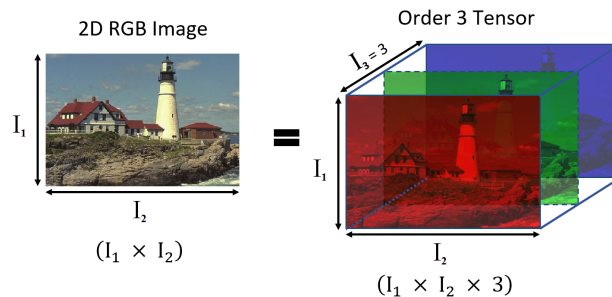 2D RGB Image
I₁
I₂
(I₁ × I₂)
=
Order 3 Tensor
I₃ = 3
I₁
I₂
(I₁ × I₂ × 3)